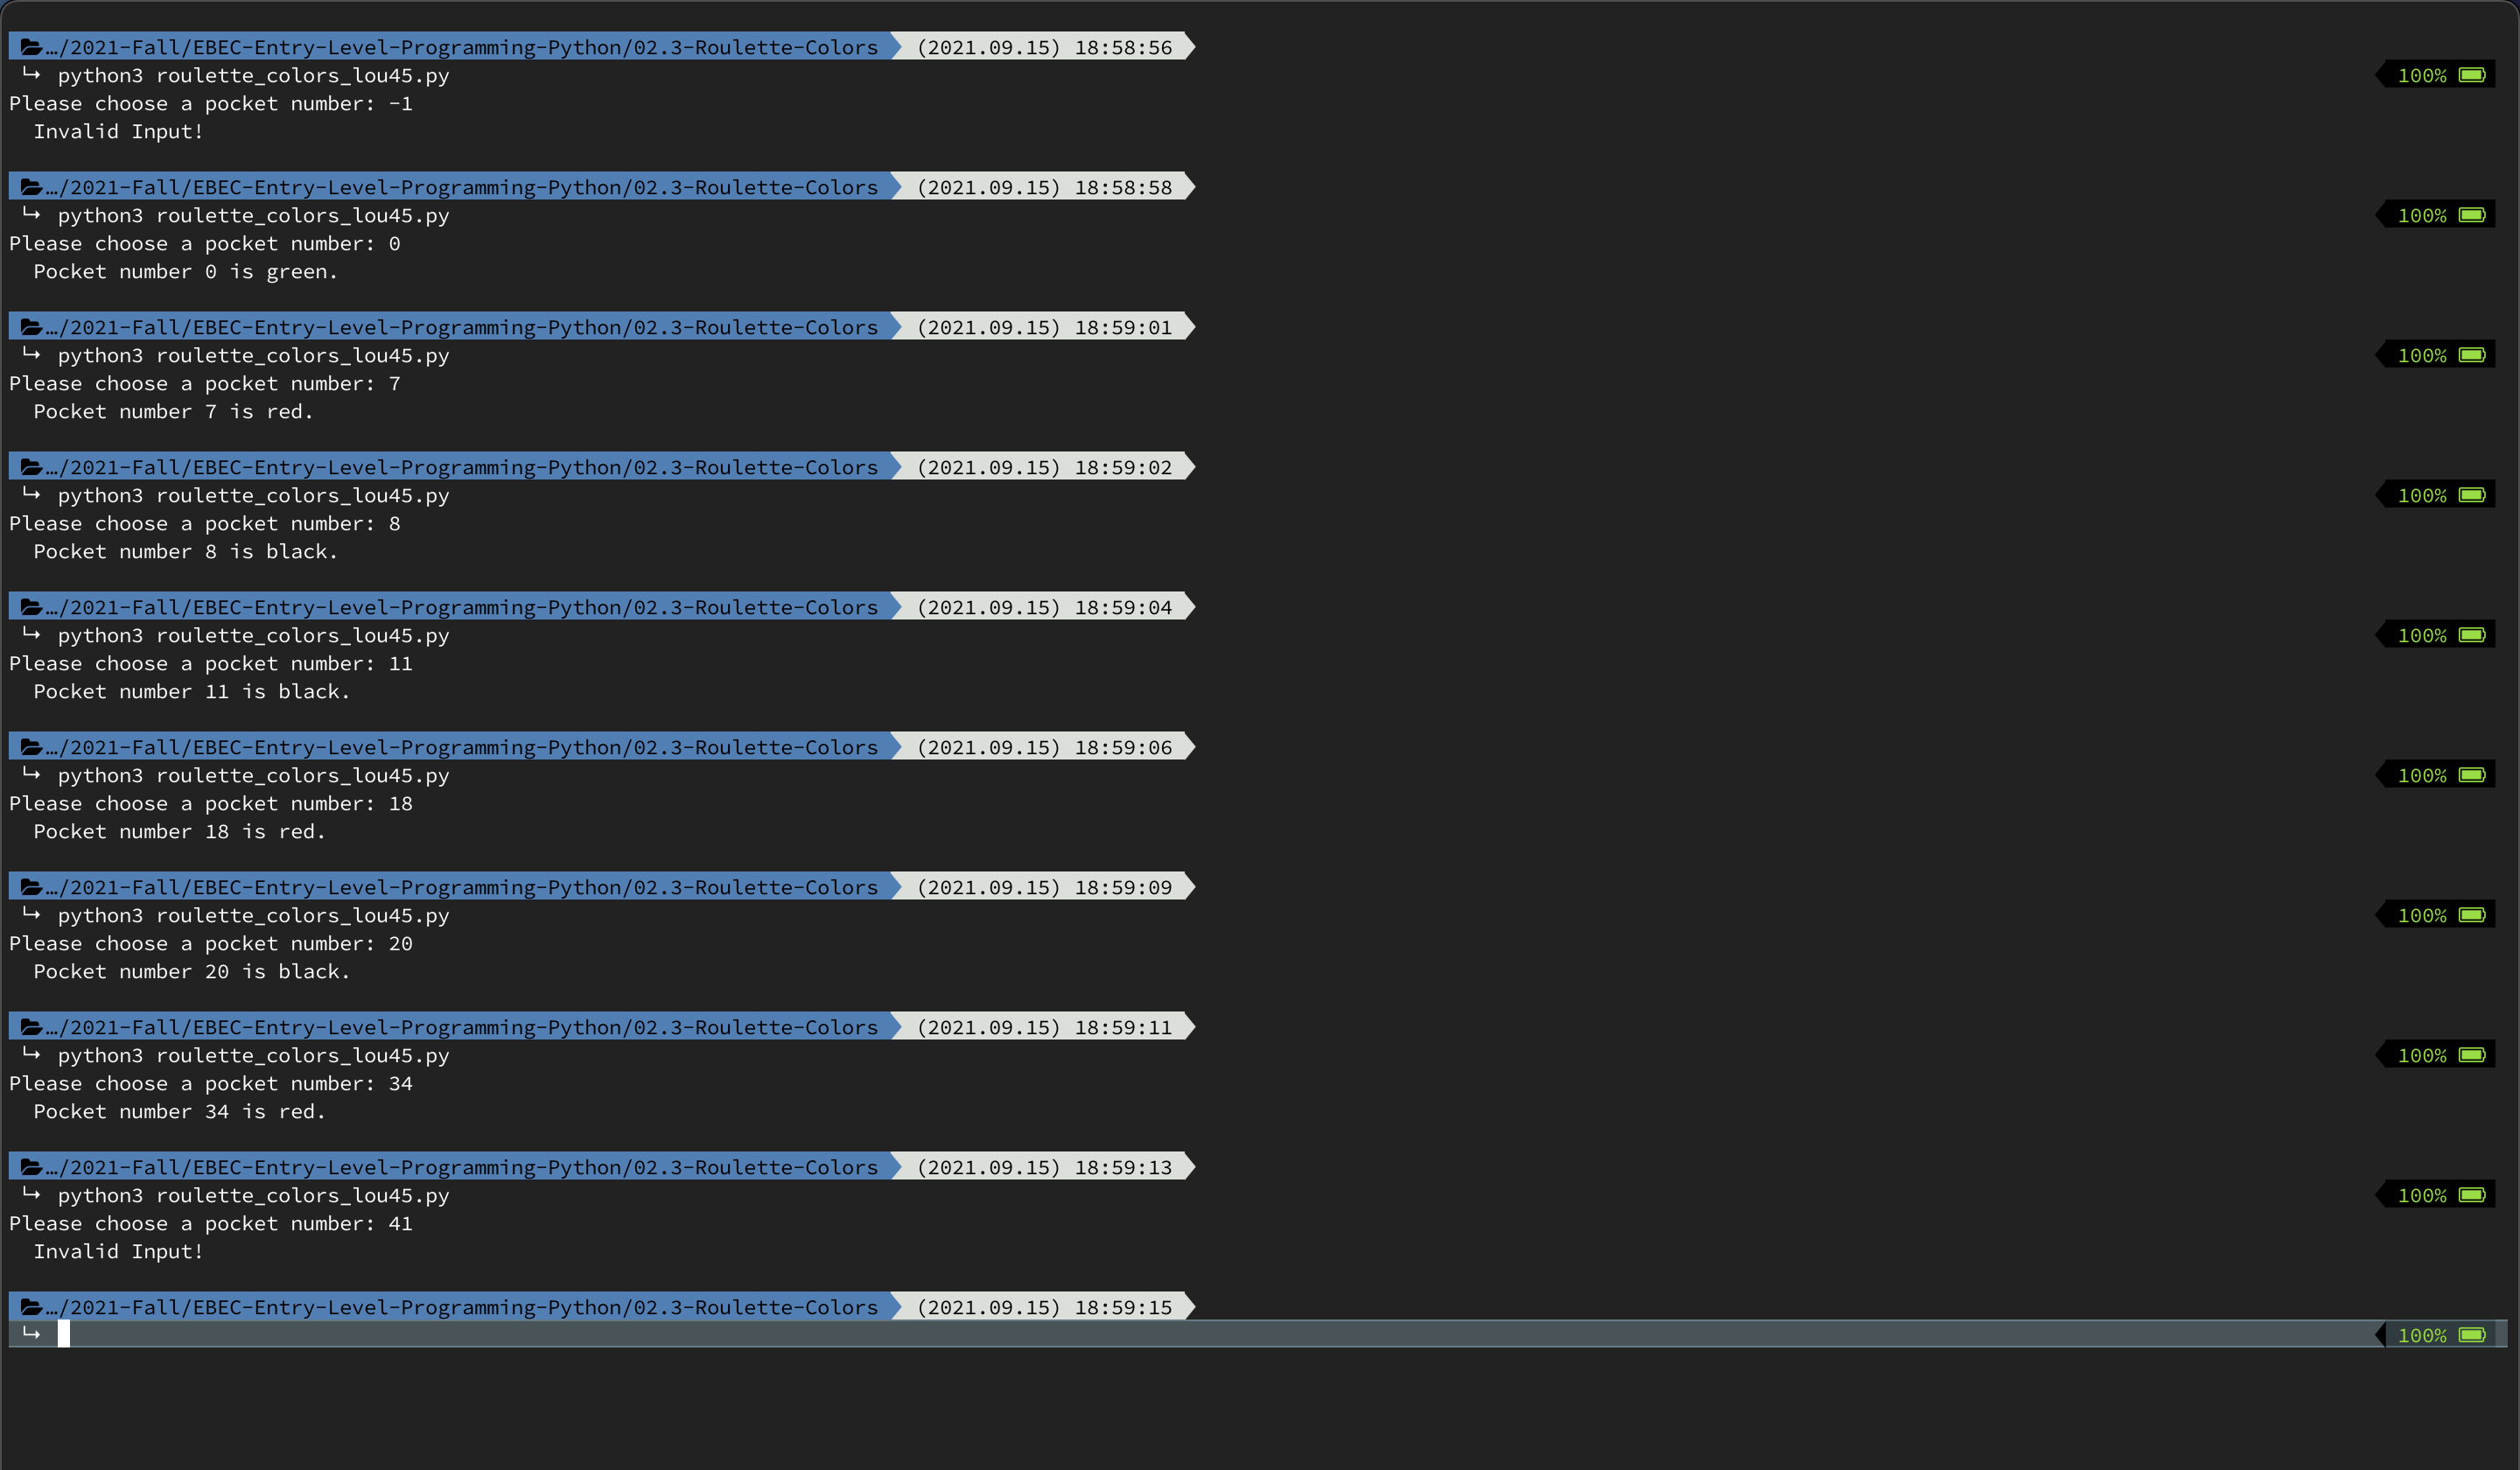 …/2021-Fall/EBEC-Entry-Level-Programming-Python/02.3-Roulette-Colors (2021.09.15) 18:58:56
↳ python3 roulette_colors_lou45.py 100%
Please choose a pocket number: -1
Invalid Input!
…/2021-Fall/EBEC-Entry-Level-Programming-Python/02.3-Roulette-Colors (2021.09.15) 18:58:58
↳ python3 roulette_colors_lou45.py 100%
Please choose a pocket number: 0
Pocket number 0 is green.
…/2021-Fall/EBEC-Entry-Level-Programming-Python/02.3-Roulette-Colors (2021.09.15) 18:59:01
↳ python3 roulette_colors_lou45.py 100%
Please choose a pocket number: 7
Pocket number 7 is red.
…/2021-Fall/EBEC-Entry-Level-Programming-Python/02.3-Roulette-Colors (2021.09.15) 18:59:02
↳ python3 roulette_colors_lou45.py 100%
Please choose a pocket number: 8
Pocket number 8 is black.
…/2021-Fall/EBEC-Entry-Level-Programming-Python/02.3-Roulette-Colors (2021.09.15) 18:59:04
↳ python3 roulette_colors_lou45.py 100%
Please choose a pocket number: 11
Pocket number 11 is black.
…/2021-Fall/EBEC-Entry-Level-Programming-Python/02.3-Roulette-Colors (2021.09.15) 18:59:06
↳ python3 roulette_colors_lou45.py 100%
Please choose a pocket number: 18
Pocket number 18 is red.
…/2021-Fall/EBEC-Entry-Level-Programming-Python/02.3-Roulette-Colors (2021.09.15) 18:59:09
↳ python3 roulette_colors_lou45.py 100%
Please choose a pocket number: 20
Pocket number 20 is black.
…/2021-Fall/EBEC-Entry-Level-Programming-Python/02.3-Roulette-Colors (2021.09.15) 18:59:11
↳ python3 roulette_colors_lou45.py 100%
Please choose a pocket number: 34
Pocket number 34 is red.
…/2021-Fall/EBEC-Entry-Level-Programming-Python/02.3-Roulette-Colors (2021.09.15) 18:59:13
↳ python3 roulette_colors_lou45.py 100%
Please choose a pocket number: 41
Invalid Input!
…/2021-Fall/EBEC-Entry-Level-Programming-Python/02.3-Roulette-Colors (2021.09.15) 18:59:15
↳ 100%